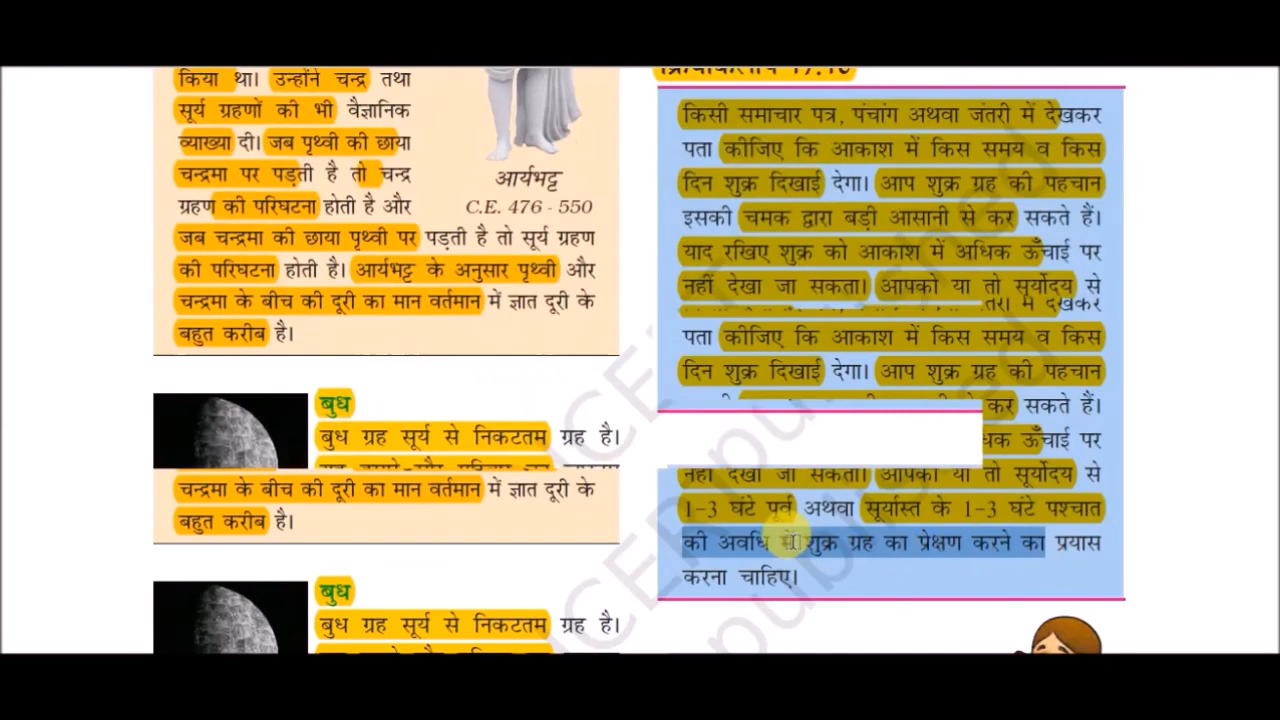 किया था। उन्होंने चन्द्र तथा
सूर्य ग्रहणों की भी वैज्ञानिक
व्याख्या दी। जब पृथ्वी की छाया
चन्द्रमा पर पड़ती है तो चन्द्र
ग्रहण की परिघटना होती है और
जब चन्द्रमा की छाया पृथ्वी पर पड़ती है तो सूर्य ग्रहण
की परिघटना होती है। आर्यभट्ट के अनुसार पृथ्वी और
चन्द्रमा के बीच की दूरी का मान वर्तमान में ज्ञात दूरी के
बहुत करीब है।
आर्यभट्ट
C.E. 476 - 550
बुध
बुध ग्रह सूर्य से निकटतम ग्रह है।
चन्द्रमा के बीच की दूरी का मान वर्तमान में ज्ञात दूरी के
बहुत करीब है।
बुध
बुध ग्रह सूर्य से निकटतम ग्रह है।
किसी समाचार पत्र, पंचांग अथवा जंतरी में देखकर
पता कीजिए कि आकाश में किस समय व किस
दिन शुक्र दिखाई देगा। आप शुक्र ग्रह की पहचान
इसकी चमक द्वारा बड़ी आसानी से कर सकते हैं।
याद रखिए शुक्र को आकाश में अधिक ऊँचाई पर
नहीं देखा जा सकता। आपको या तो सूर्योदय से
में देखकर
पता कीजिए कि आकाश में किस समय व किस
दिन शुक्र दिखाई देगा। आप शुक्र ग्रह की पहचान
कर सकते हैं।
ऊँचाई पर
नहीं देखा जा सकता। आपको या तो सूर्योदय से
1-3 घंटे पूर्व अथवा सूर्यास्त के 1-3 घंटे पश्चात
की अवधि में शुक्र ग्रह का प्रेक्षण करने का प्रयास
करना चाहिए।